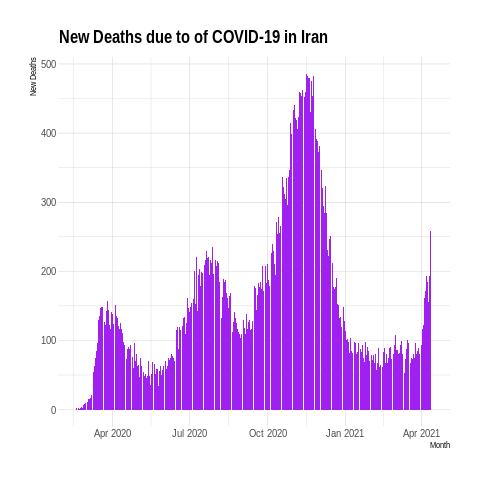 New Deaths due to of COVID-19 in Iran
New Deaths
500
400
300
200
100
0
Apr 2020 Jul 2020 Oct 2020 Jan 2021 Apr 2021
Month